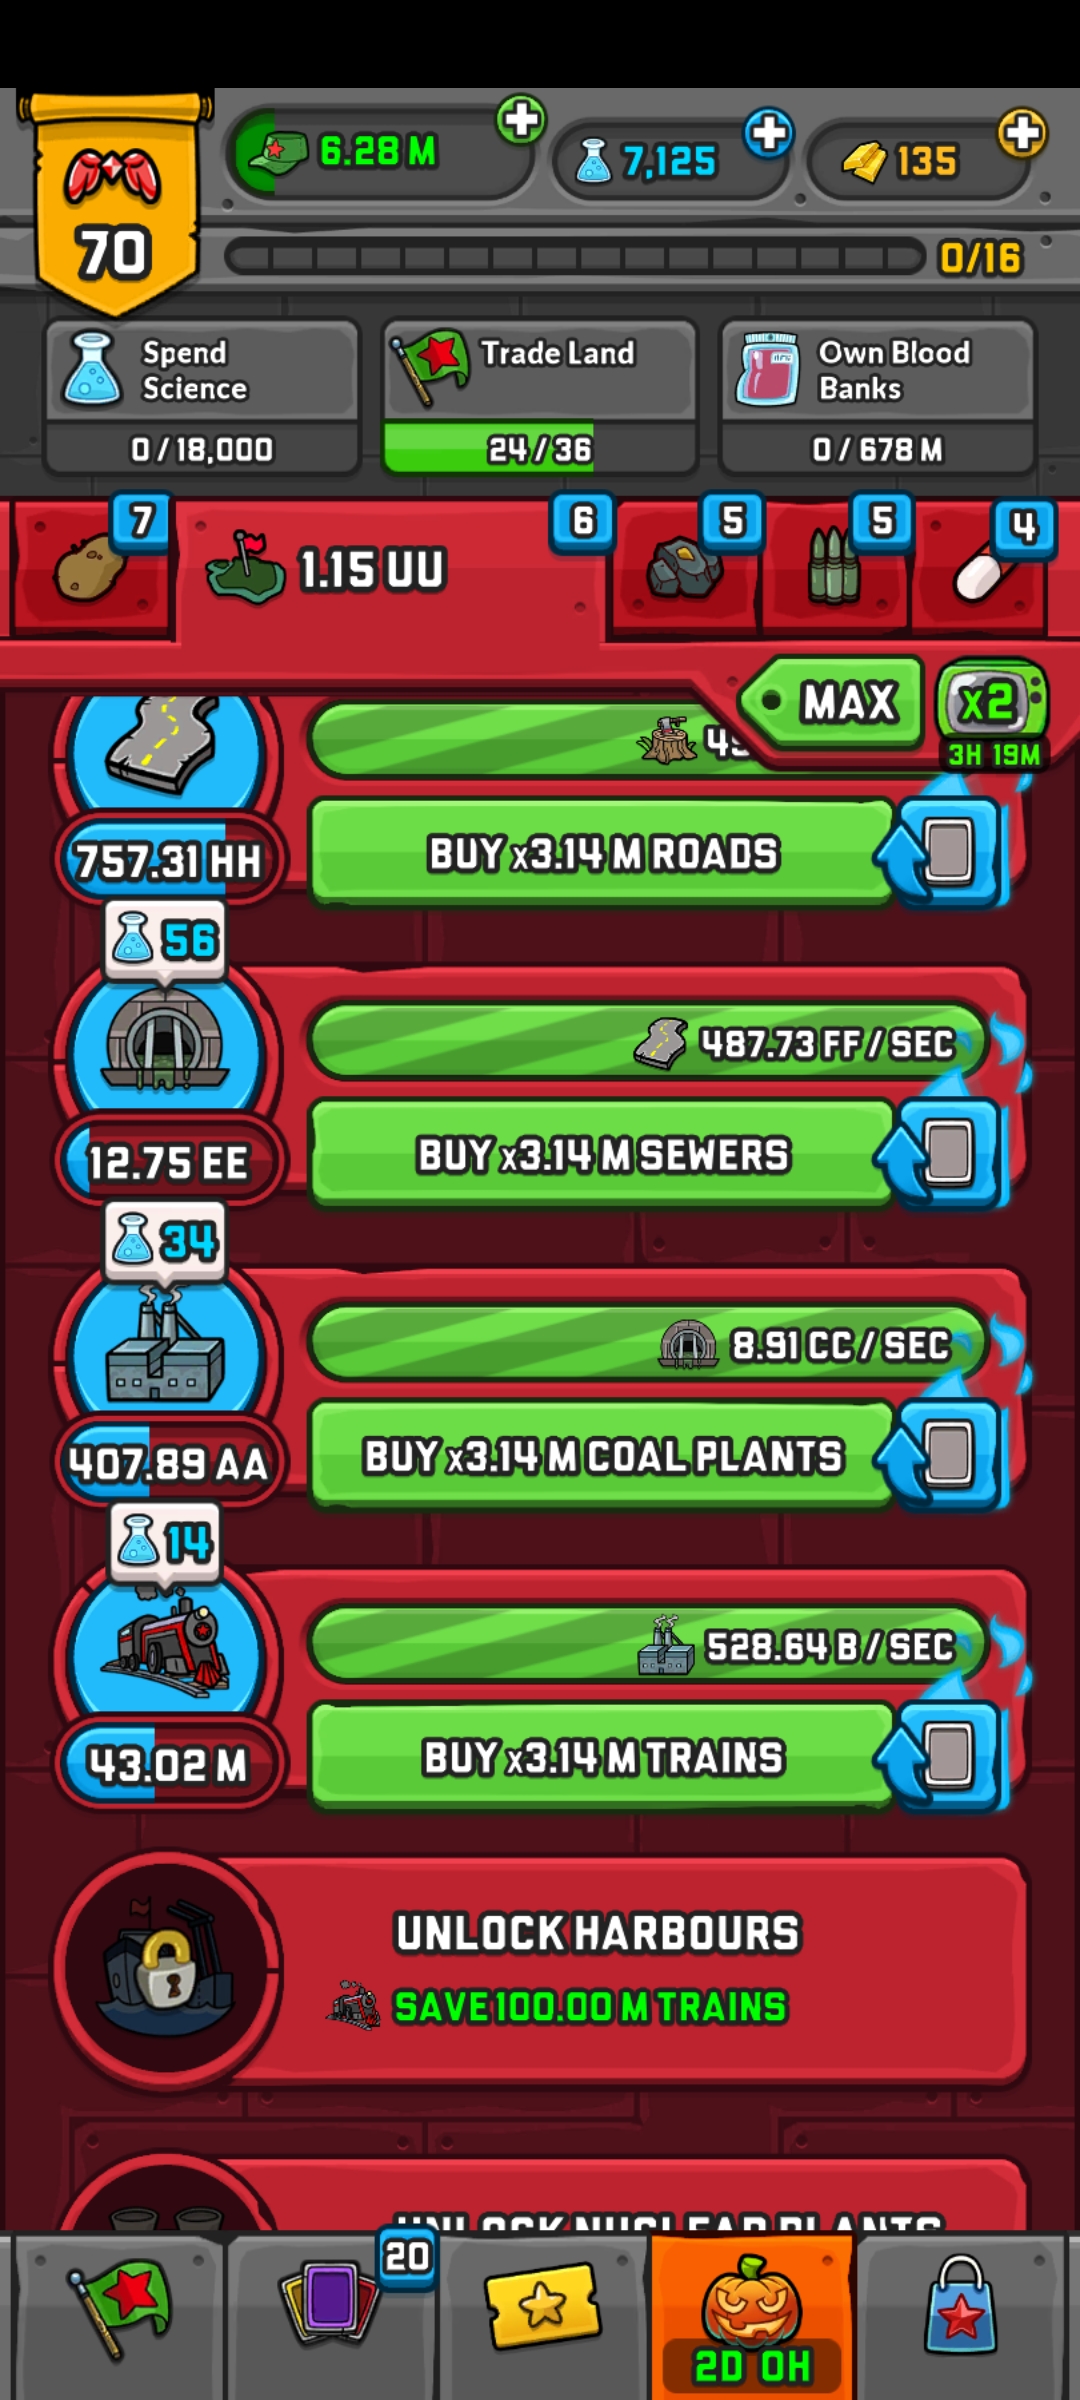 6.28 M
7,125
135
70
0/16
Spend
Science
Trade Land
Own Blood
Banks
0 / 18,000
24 / 36
0 / 678 M
7
1.15 UU
6
5
5
4
MAX
x2
3H 19M
757.31 HH
BUY x3.14 M ROADS
56
487.73 FF / SEC
12.75 EE
BUY x3.14 M SEWERS
34
8.91 CC / SEC
407.89 AA
BUY x3.14 M COAL PLANTS
14
528.64 B / SEC
43.02 M
BUY x3.14 M TRAINS
UNLOCK HARBOURS
SAVE 100.00 M TRAINS
UNLOCK NUCLEAR PLANTS
20
2D 0H